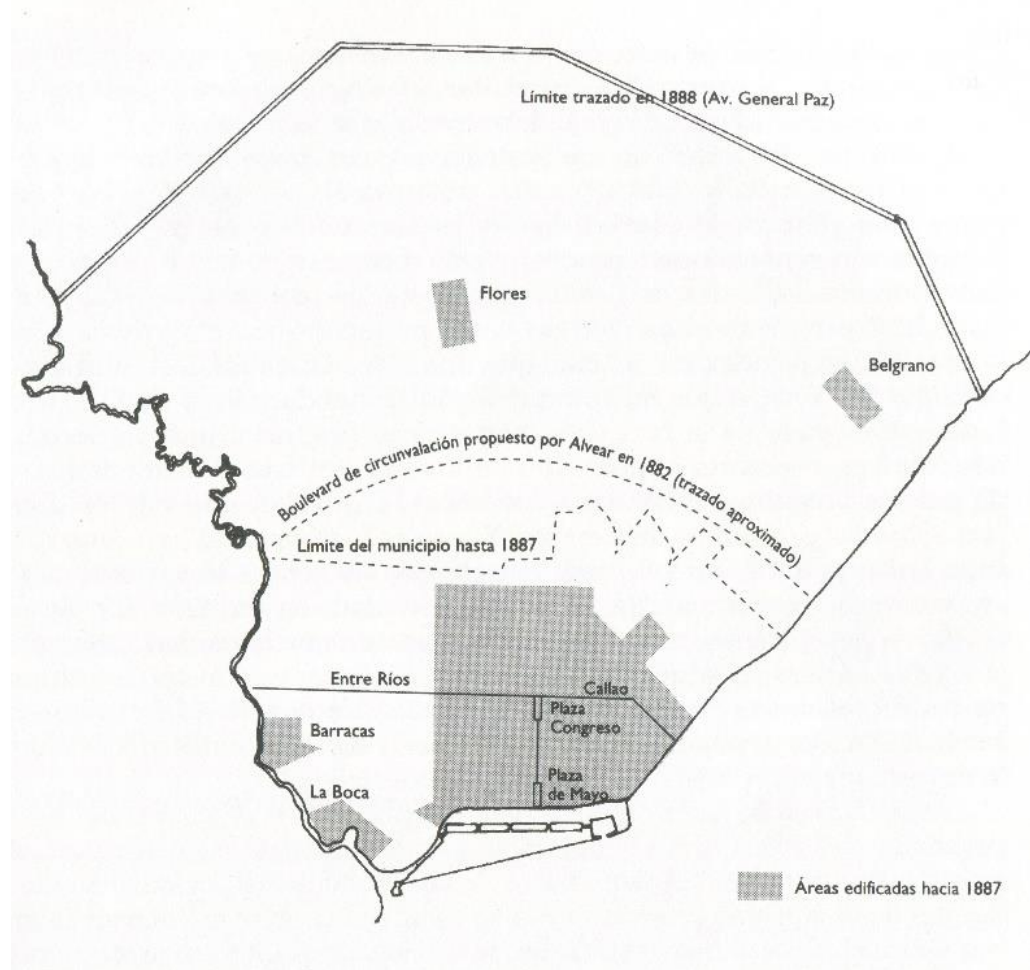 Límite trazado en 1888 (Av. General Paz)
Flores
Belgrano
Boulevard de circunvalación propuesto por Alvear en 1882 (trazado aproximado)
Límite del municipio hasta 1887
Entre Ríos
Callao
Plaza
Congreso
Barracas
La Boca
Plaza
de Mayo
Áreas edificadas hacia 1887